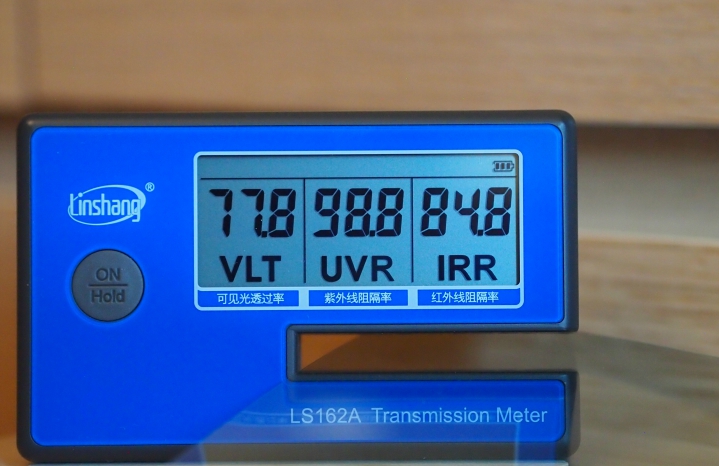 77.8 98.8 84.8
VLT UVR IRR
可见光透过率 紫外线阻隔率 红外线阻隔率
Linshang®
ON
Hold
LS162A Transmission Meter